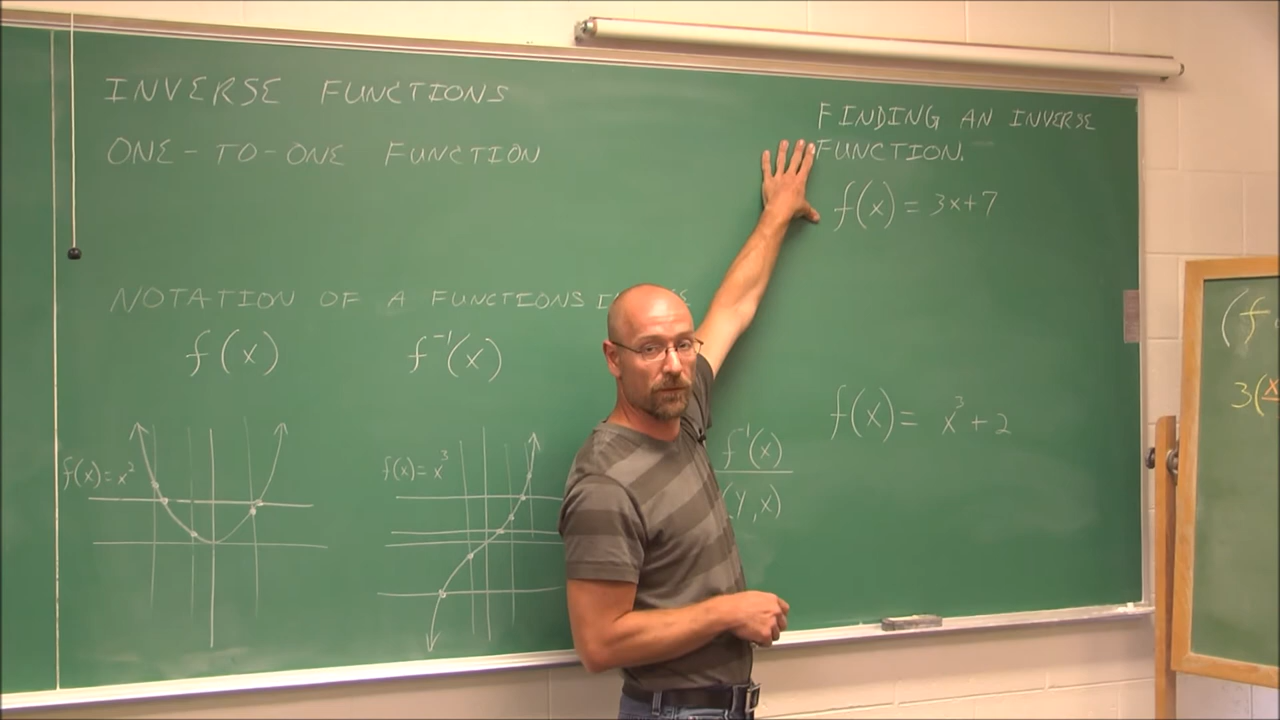 INVERSE FUNCTIONS
ONE-TO-ONE FUNCTION
NOTATION OF A FUNCTIONS
f(x) f⁻¹(x)
f(x)=x²
f(x)=x³
f⁻¹(x)
(Y,x)
FINDING AN INVERSE
FUNCTION.
f(x) = 3x+7
f(x) = x³+2
(f
3(x